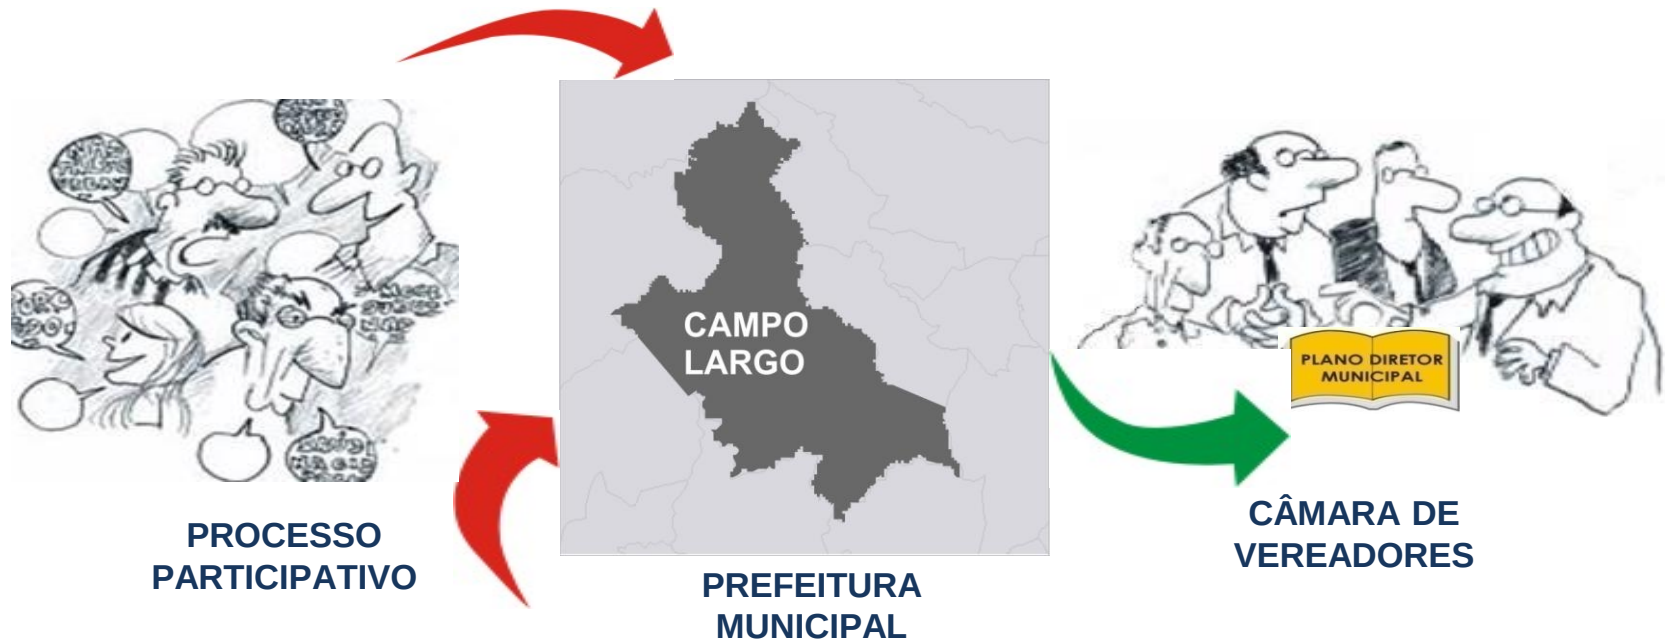 PROCESSO
PARTICIPATIVO
CAMPO
LARGO
PREFEITURA
MUNICIPAL
PLANO DIRETOR
MUNICIPAL
CÂMARA DE
VEREADORES